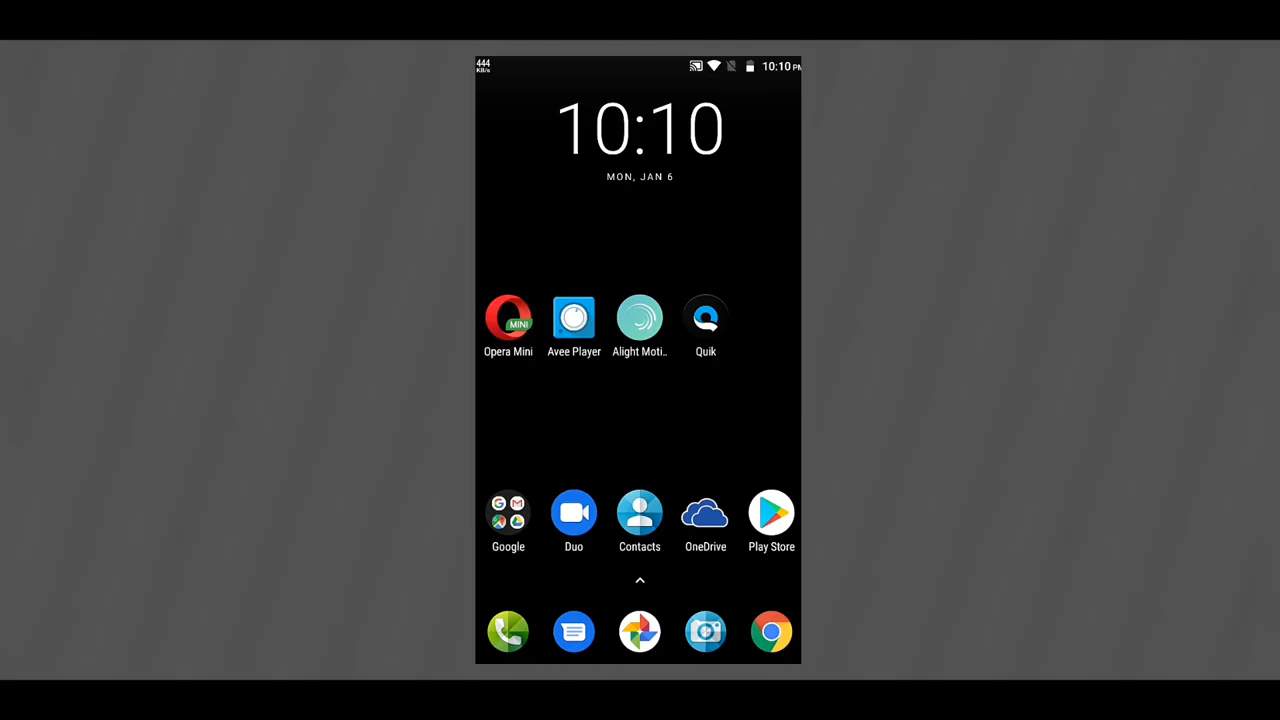 444
KB/s
10:10 PM
10:10
MON, JAN 6
MINI
Opera Mini
Avee Player
Alight Moti..
Quik
Google
Duo
Contacts
OneDrive
Play Store